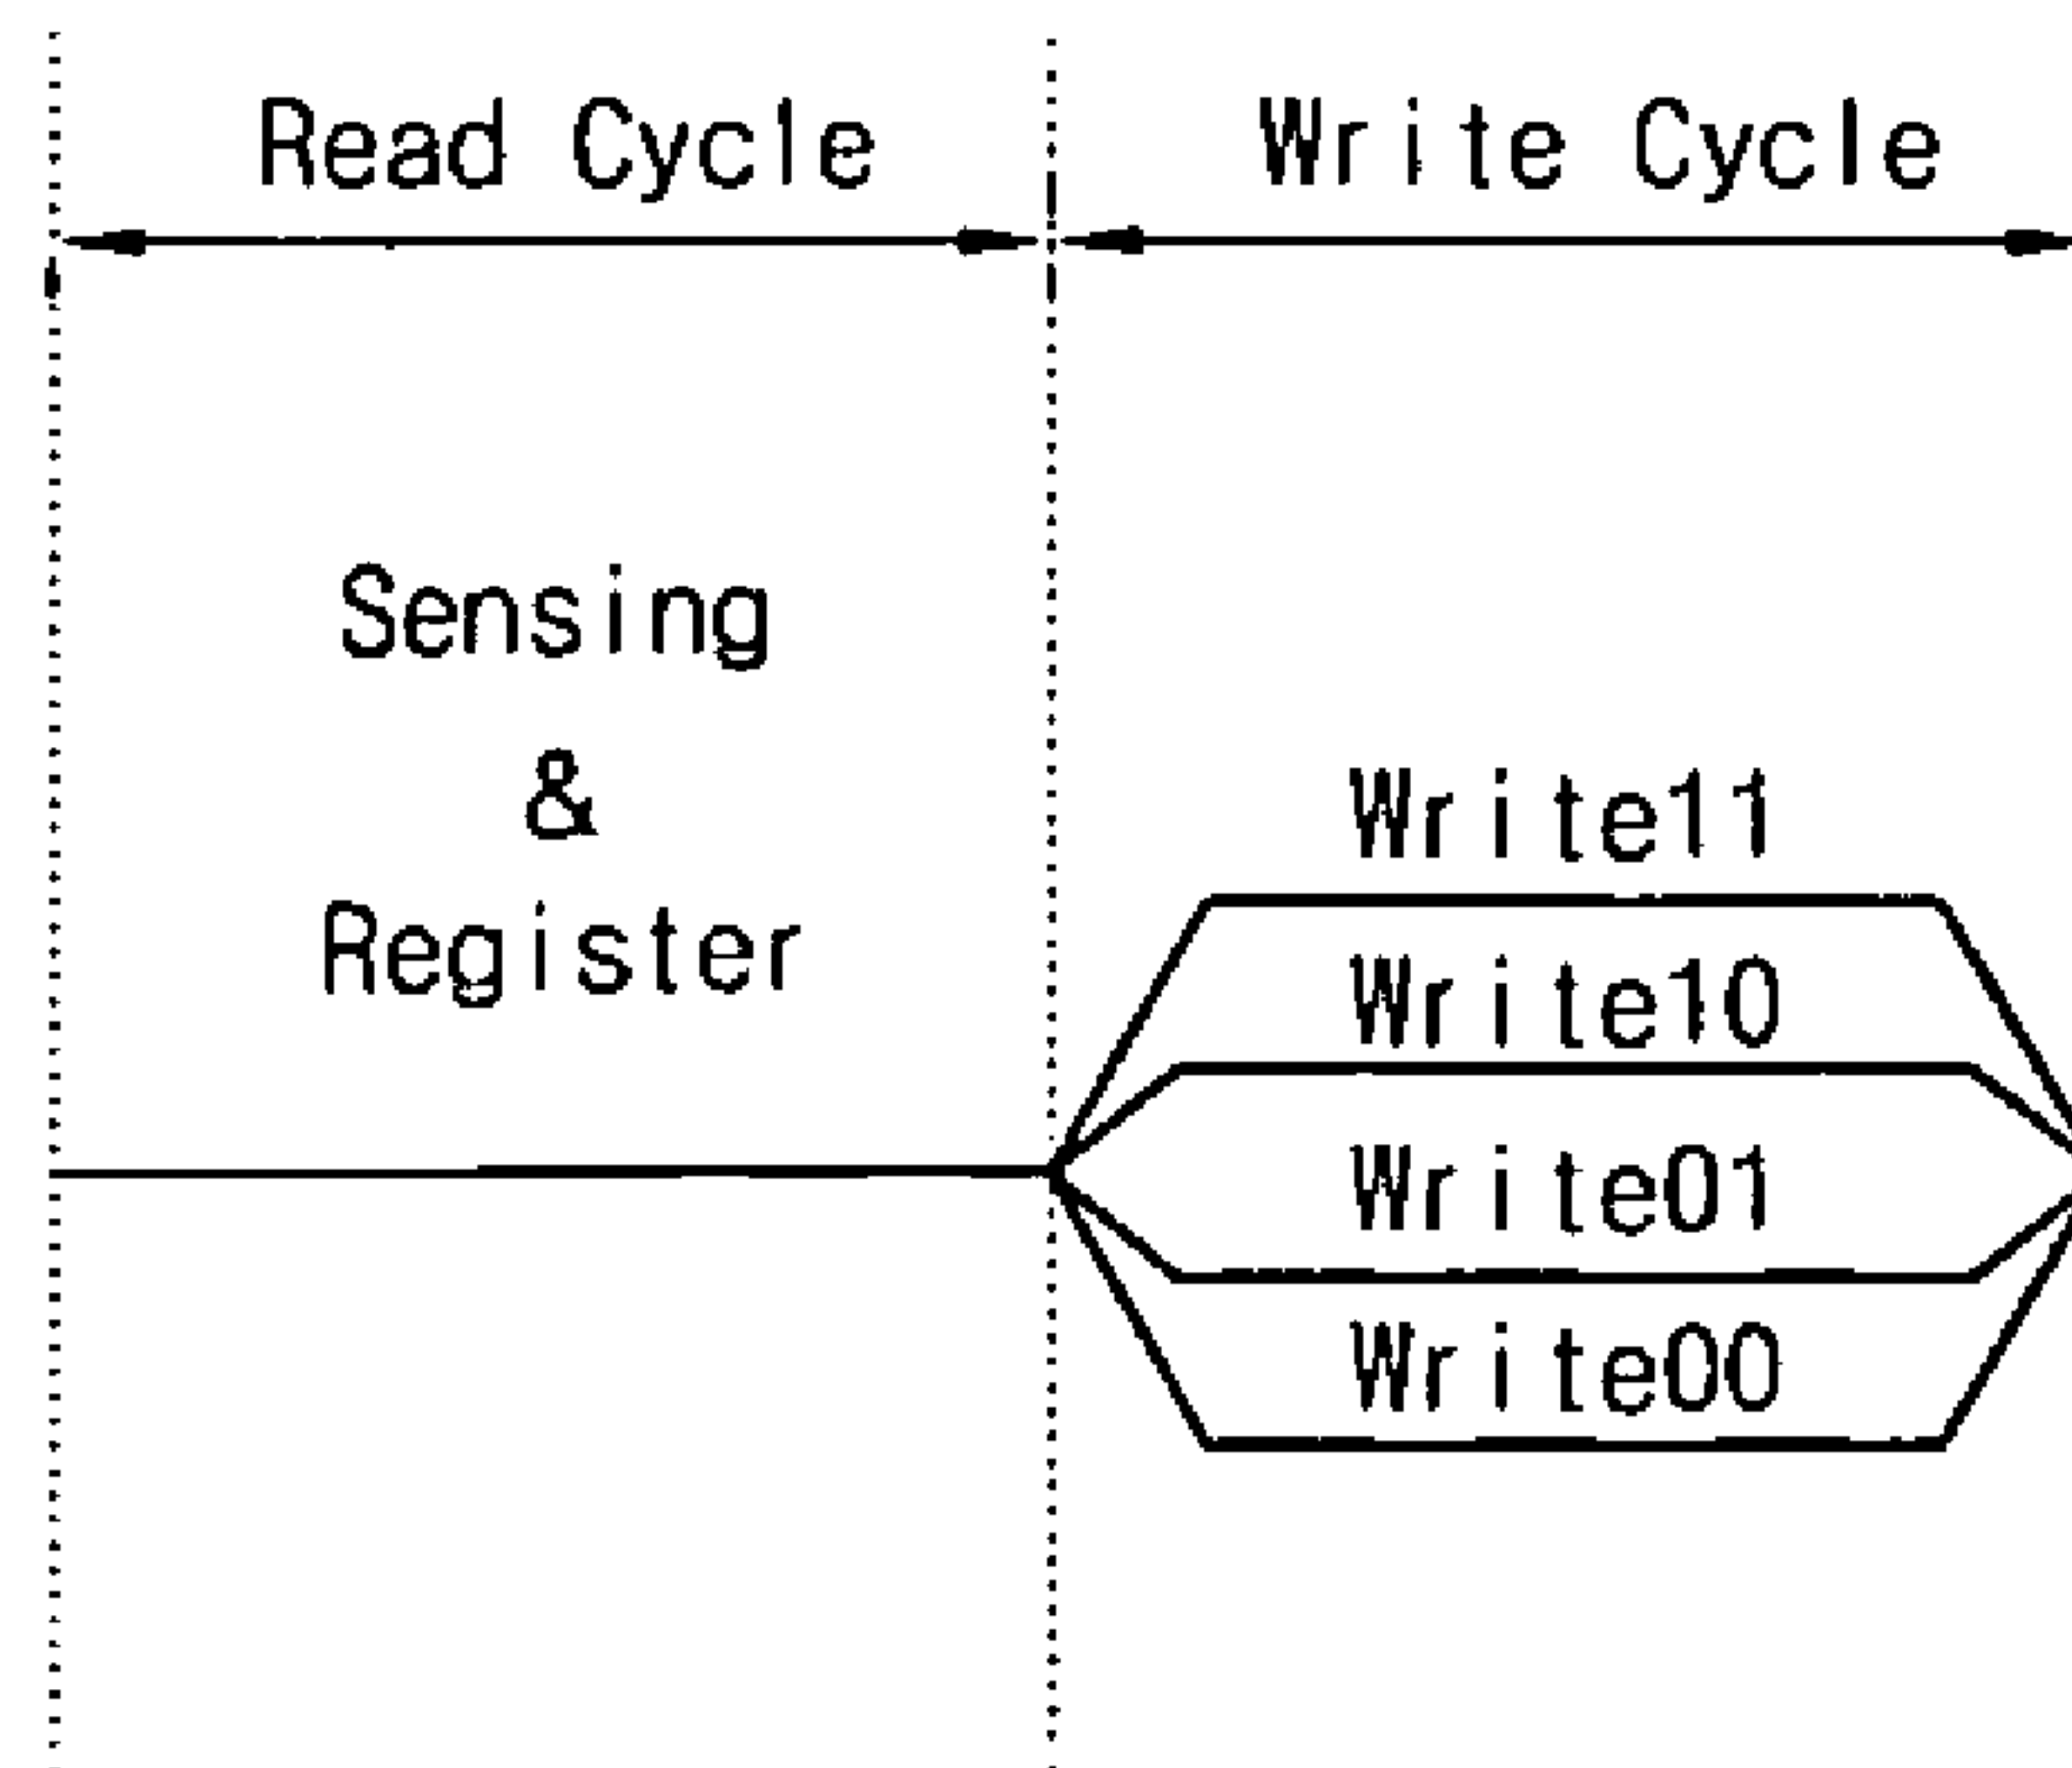 Read Cycle
Write Cycle
Sensing
&
Register
Write11
Write10
Write01
Write00